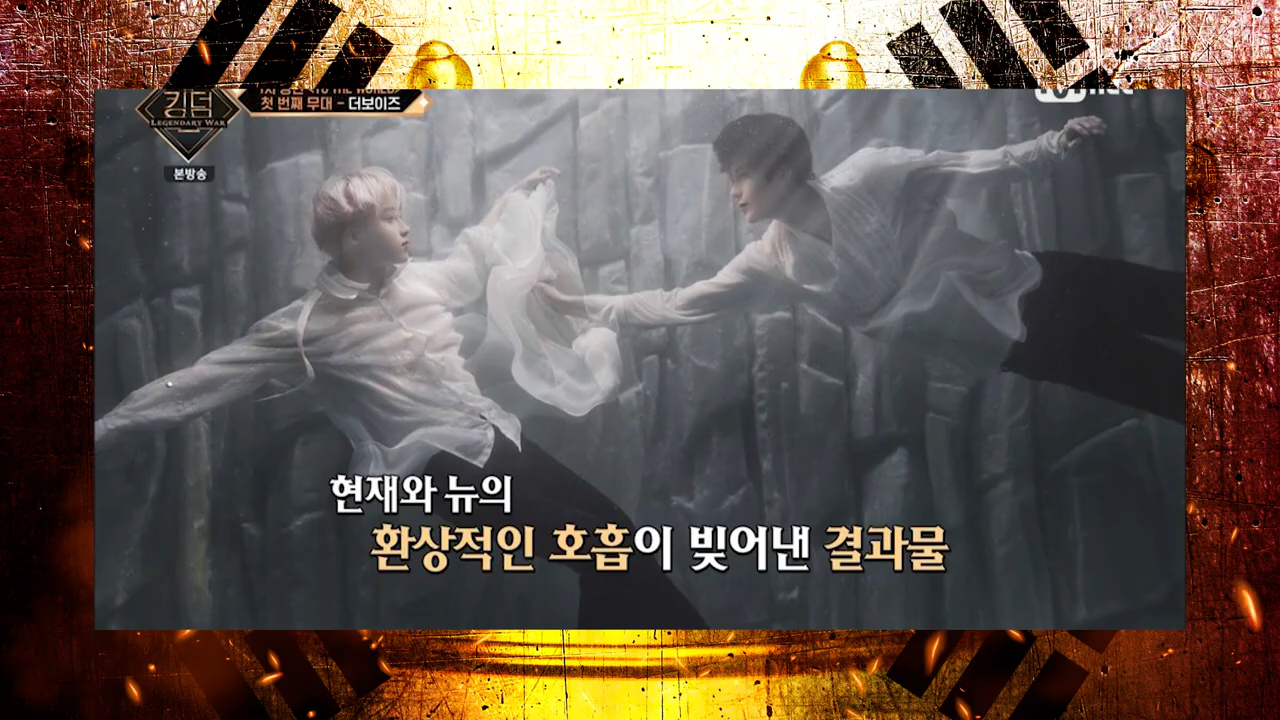 킹덤
LEGENDARY WAR
첫 번째 무대 - 더보이즈
본방송
현재와 뉴의
환상적인 호흡이 빚어낸 결과물